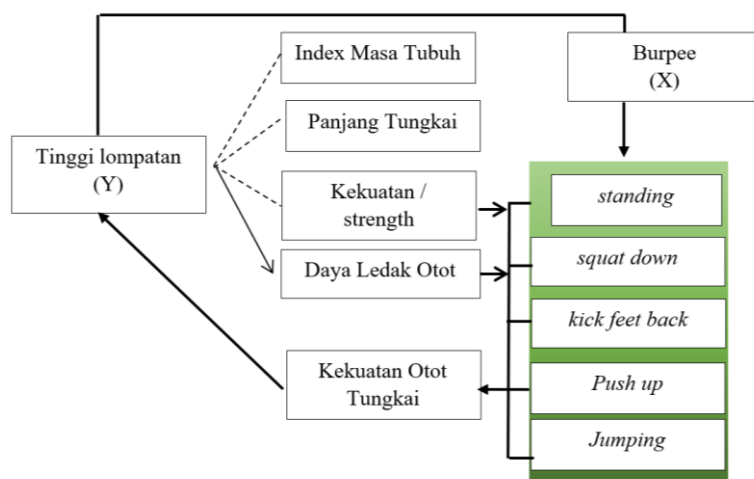 Index Masa Tubuh
Burpee
(X)
Panjang Tungkai
Tinggi lompatan
(Y)
Kekuatan /
strength
standing
Daya Ledak Otot
squat down
kick feet back
Kekuatan Otot
Tungkai
Push up
Jumping